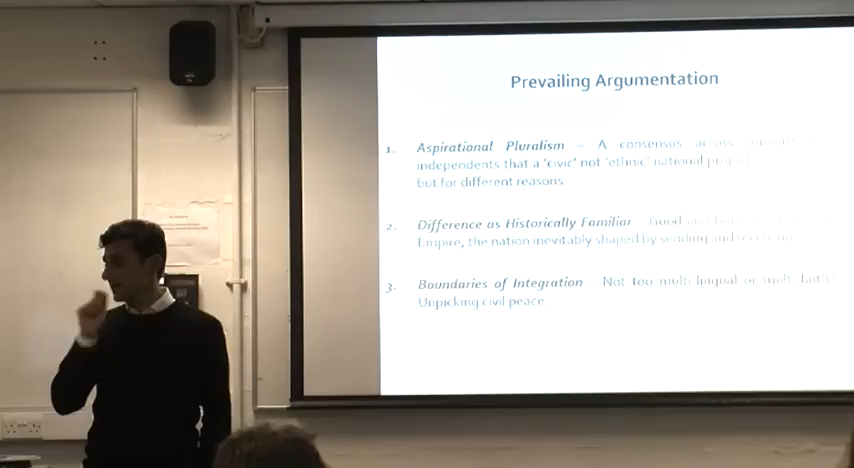 Prevailing Argumentation
1. Aspirational Pluralism – A consensus across
independents that a 'civic' not 'ethnic' national
but for different reasons.
2. Difference as Historically Familiar – Good and
Empire, the nation inevitably shaped by sending and receiving
3. Boundaries of Integration – Not too multi-lingual or multi-faith?
Unpicking civil peace.